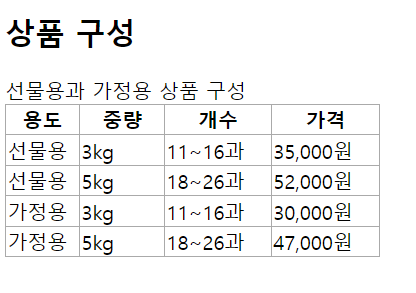 상품 구성
선물용과 가정용 상품 구성
용도 중량 개수 가격
선물용 3kg 11~16과 35,000원
선물용 5kg 18~26과 52,000원
가정용 3kg 11~16과 30,000원
가정용 5kg 18~26과 47,000원